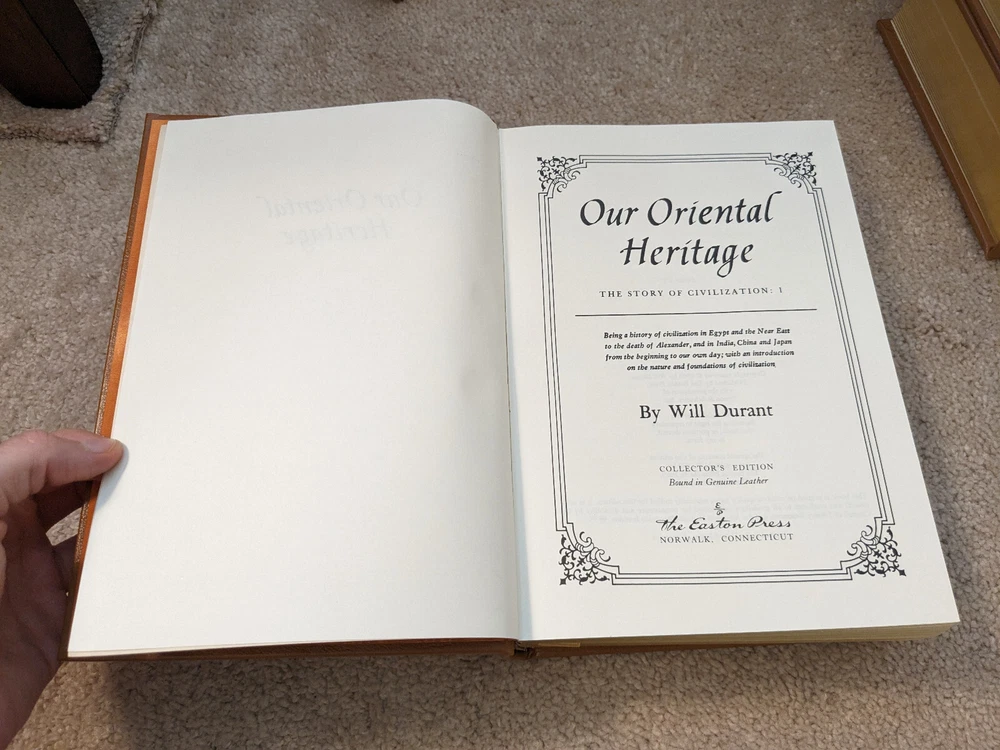 Our Oriental
Heritage
THE STORY OF CIVILIZATION: I
Being a history of civilization in Egypt and the Near East
to the death of Alexander, and in India, China and Japan
from the beginning to our own day; with an introduction
on the nature and foundations of civilization
By Will Durant
COLLECTOR'S EDITION
Bound in Genuine Leather
The Easton Press
NORWALK, CONNECTICUT